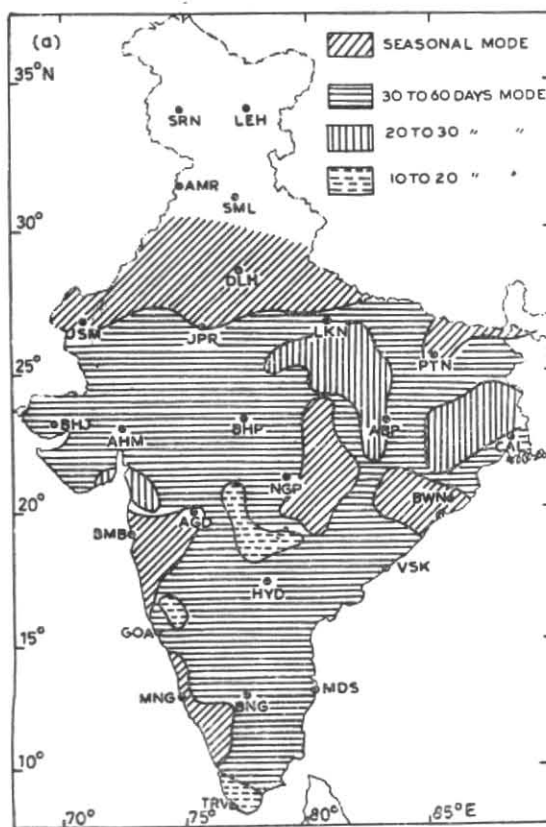 (a)
SEASONAL MODE
35°N
30 TO 60 DAYS MODE
SRN
LEH
20 TO 30 " "
10 TO 20 " "
AMR
SML
30°
DLH
JSM
JPR
LKN
25°
PTN
BHJ
AHM
BHP
ABP
CAL
NGP
20°
AGD
BWN
BMB
VSK
HYD
GOA
15°
MNG
BNG
MDS
10°
TRV
70°
75°
80°
85°E